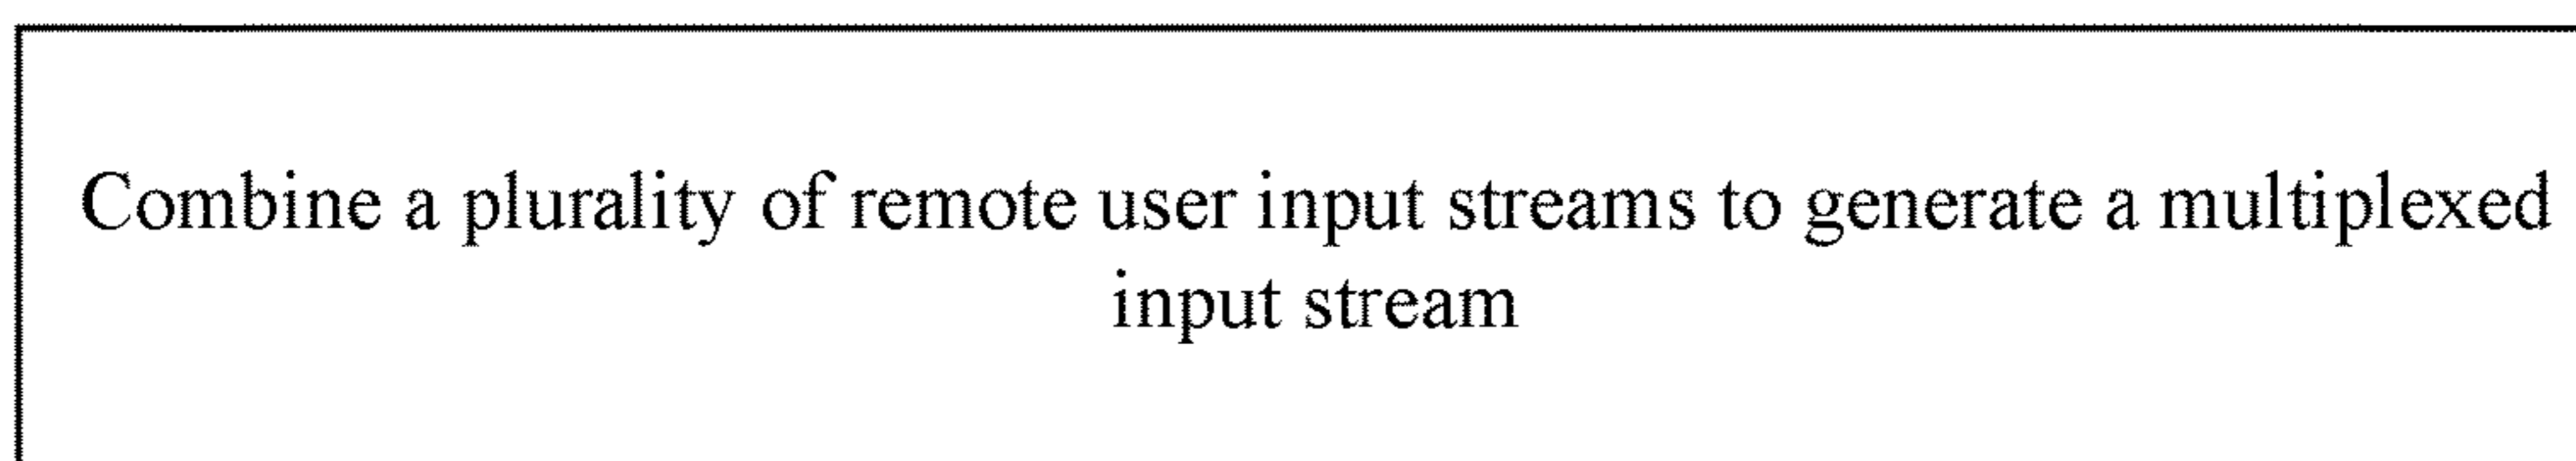 Combine a plurality of remote user input streams to generate a multiplexed
input stream